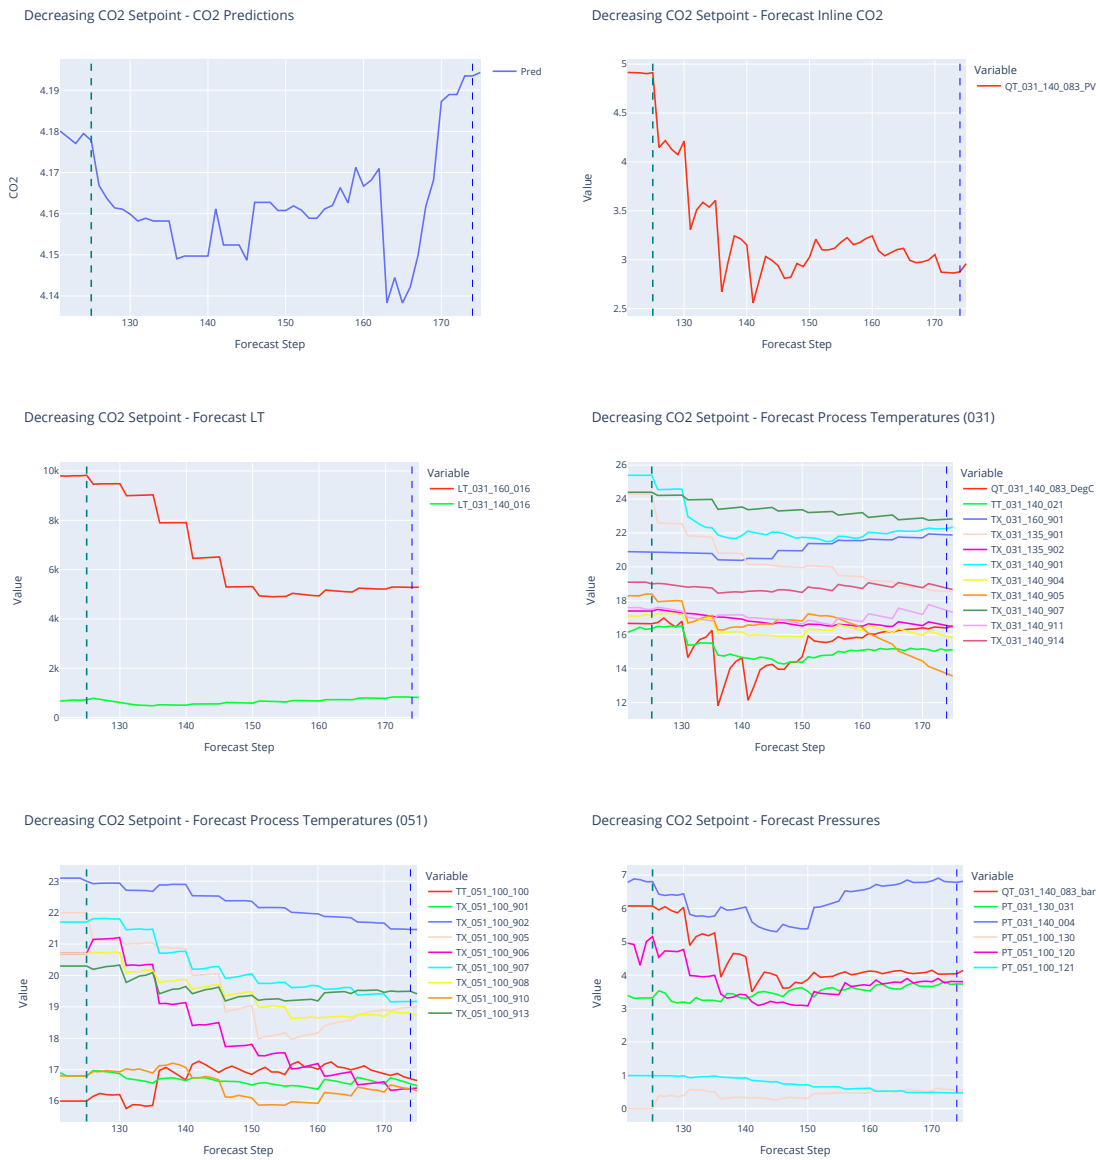 Decreasing CO2 Setpoint - CO2 Predictions
4.19
4.18
4.17
4.16
4.15
4.14
CO2
130
140
150
160
170
Forecast Step
Pred
Decreasing CO2 Setpoint - Forecast Inline CO2
5
4.5
4
3.5
3
2.5
Value
130
140
150
160
170
Forecast Step
Variable
QT_031_140_083_PV
Decreasing CO2 Setpoint - Forecast LT
10k
8k
6k
4k
2k
0
Value
130
140
150
160
170
Forecast Step
Variable
LT_031_160_016
LT_031_140_016
Decreasing CO2 Setpoint - Forecast Process Temperatures (031)
26
24
22
20
18
16
14
12
Value
130
140
150
160
170
Forecast Step
Variable
QT_031_140_083_DegC
TT_031_140_021
TX_031_160_901
TX_031_135_901
TX_031_135_902
TX_031_140_901
TX_031_140_904
TX_031_140_905
TX_031_140_907
TX_031_140_911
TX_031_140_914
Decreasing CO2 Setpoint - Forecast Process Temperatures (051)
23
22
21
20
19
18
17
16
Value
130
140
150
160
170
Forecast Step
Variable
TT_051_100_100
TX_051_100_901
TX_051_100_902
TX_051_100_905
TX_051_100_906
TX_051_100_907
TX_051_100_908
TX_051_100_910
TX_051_100_913
Decreasing CO2 Setpoint - Forecast Pressures
7
6
5
4
3
2
1
0
Value
130
140
150
160
170
Forecast Step
Variable
QT_031_140_083_bar
PT_031_130_031
PT_031_140_004
PT_051_100_130
PT_051_100_120
PT_051_100_121